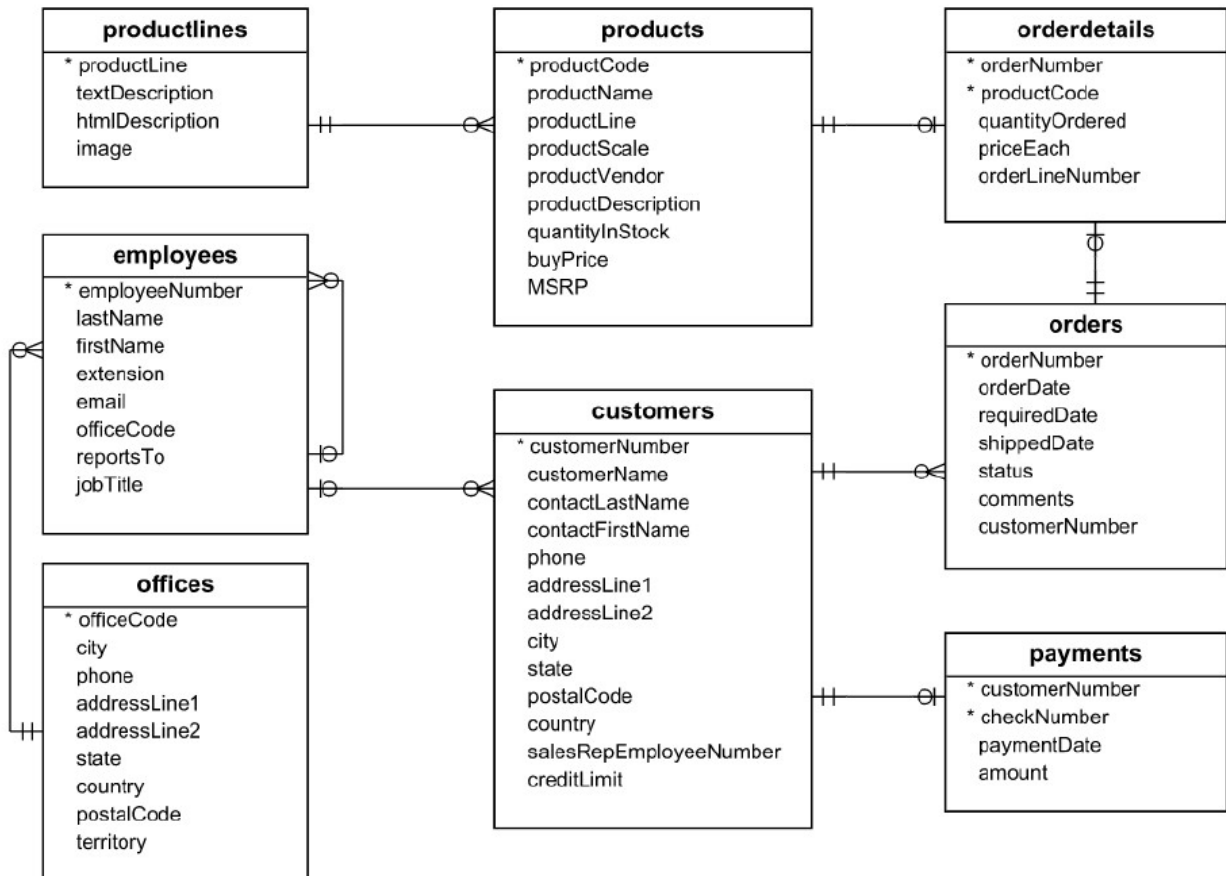 productlines
* productLine
textDescription
htmlDescription
image
products
* productCode
productName
productLine
productScale
productVendor
productDescription
quantityInStock
buyPrice
MSRP
orderdetails
* orderNumber
* productCode
quantityOrdered
priceEach
orderLineNumber
employees
* employeeNumber
lastName
firstName
extension
email
officeCode
reportsTo
jobTitle
customers
* customerNumber
customerName
contactLastName
contactFirstName
phone
addressLine1
addressLine2
city
state
postalCode
country
salesRepEmployeeNumber
creditLimit
orders
* orderNumber
orderDate
requiredDate
shippedDate
status
comments
customerNumber
offices
* officeCode
city
phone
addressLine1
addressLine2
state
country
postalCode
territory
payments
* customerNumber
* checkNumber
paymentDate
amount